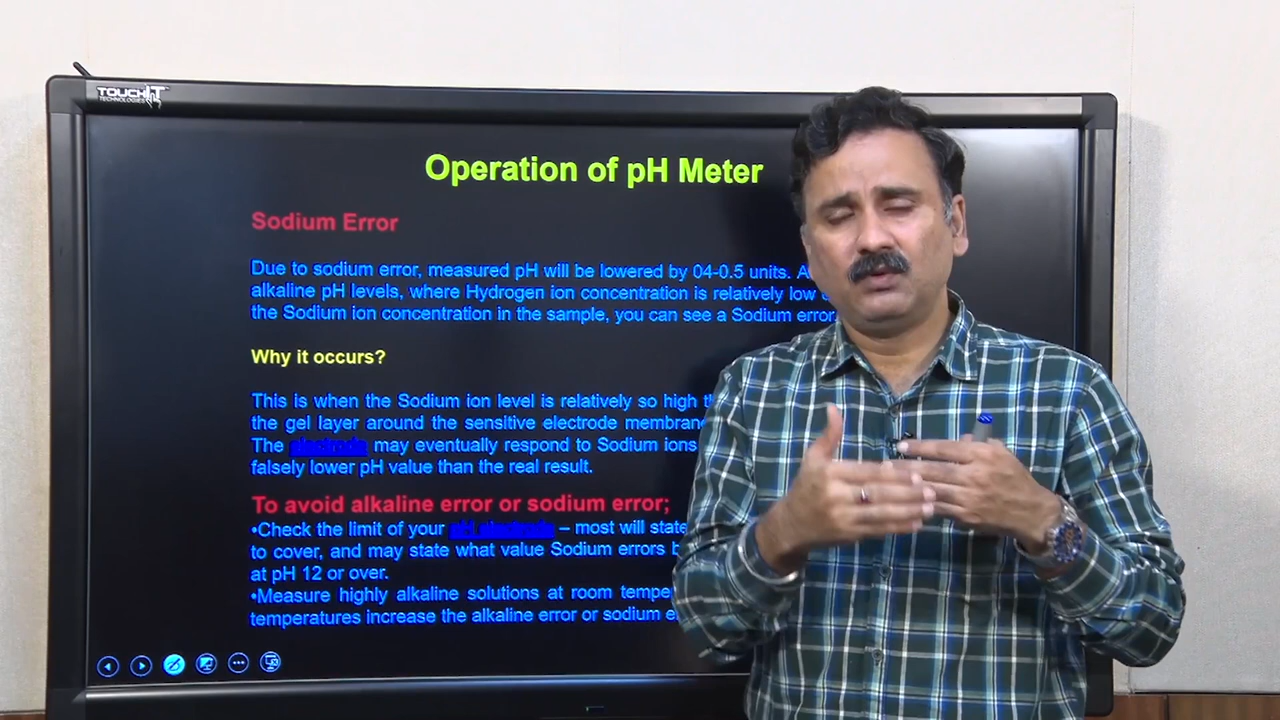 TOUCHIT
TECHNOLOGIES
Operation of pH Meter
Sodium Error
Due to sodium error, measured pH will be lowered by 04-0.5 units. A
alkaline pH levels, where Hydrogen ion concentration is relatively low
the Sodium ion concentration in the sample, you can see a Sodium error
Why it occurs?
This is when the Sodium ion level is relatively so high
the gel layer around the sensitive electrode membran
The electrode may eventually respond to Sodium ions
falsely lower pH value than the real result.
To avoid alkaline error or sodium error;
•Check the limit of your pH electrode – most will state
to cover, and may state what value Sodium errors
at pH 12 or over.
•Measure highly alkaline solutions at room tempe
temperatures increase the alkaline error or sodium